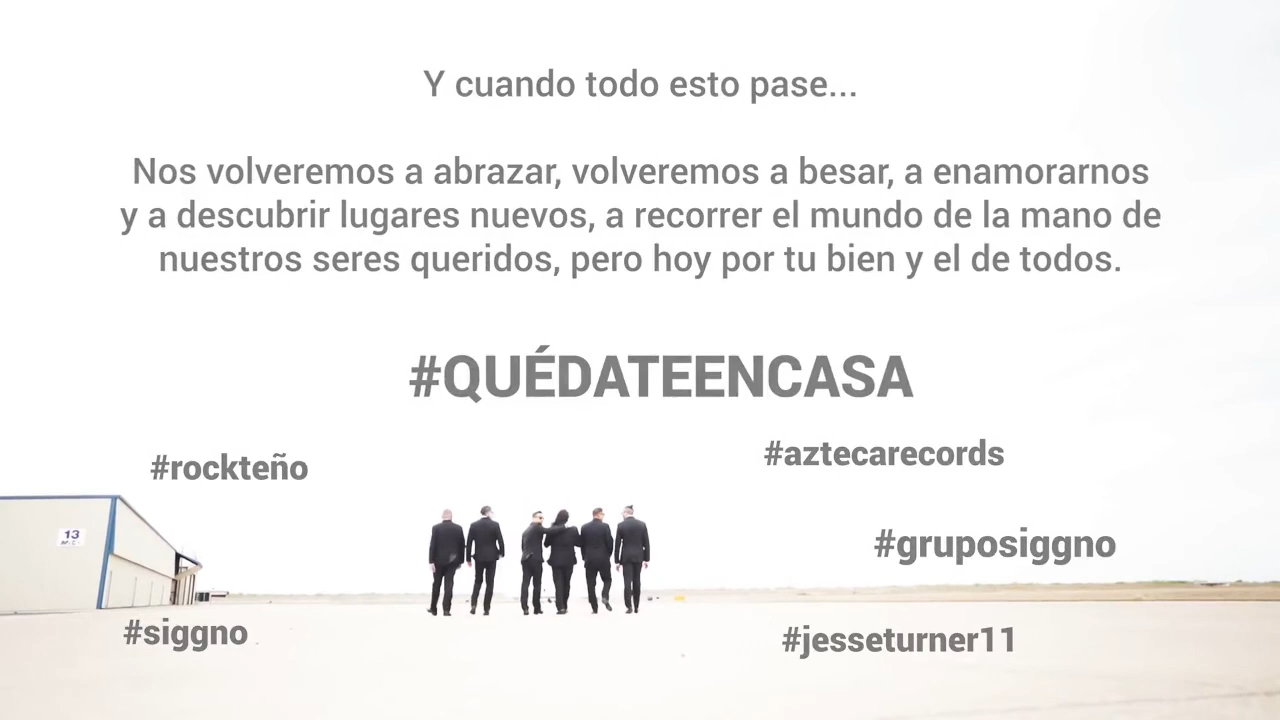 Y cuando todo esto pase...
Nos volveremos a abrazar, volveremos a besar, a enamorarnos
y a descubrir lugares nuevos, a recorrer el mundo de la mano de
nuestros seres queridos, pero hoy por tu bien y el de todos.
#QUÉDATEENCASA
#rockteño
#aztecarecords
13
#gruposiggno
#siggno
#jesseturner11